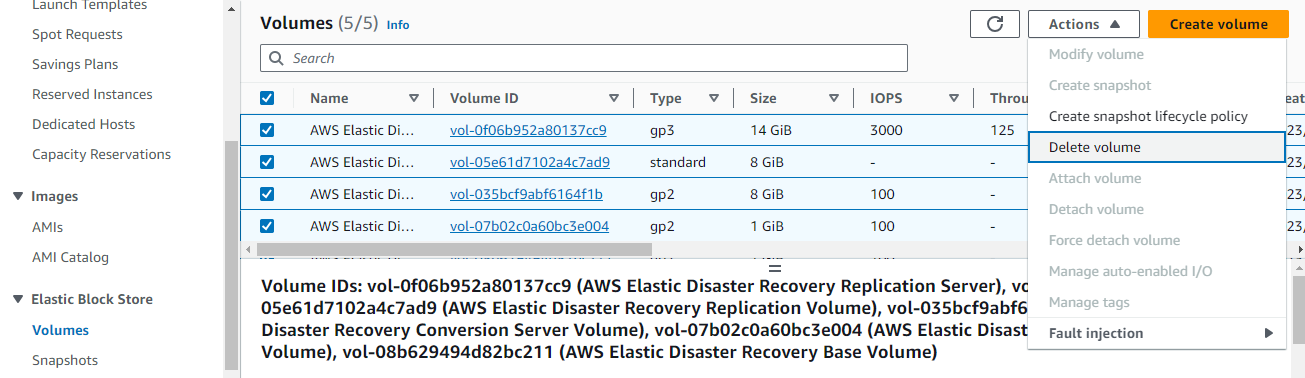 Launch Templates
Spot Requests
Savings Plans
Reserved Instances
Dedicated Hosts
Capacity Reservations
Images
AMIs
AMI Catalog
Elastic Block Store
Volumes
Snapshots
Volumes (5/5) Info
Actions
Create volume
Search
Name Volume ID Type Size IOPS Throu
AWS Elastic Di... vol-0f06b952a80137cc9 gp3 14 GiB 3000 125 23,
AWS Elastic Di... vol-05e61d7102a4c7ad9 standard 8 GiB - - 23,
AWS Elastic Di... vol-035bcf9abf6164f1b gp2 8 GiB 100 - 23,
AWS Elastic Di... vol-07b02c0a60bc3e004 gp2 1 GiB 100 - 23,
Modify volume
Create snapshot
Create snapshot lifecycle policy
Delete volume
Attach volume
Detach volume
Force detach volume
Manage auto-enabled I/O
Manage tags
Fault injection
Volume IDs: vol-0f06b952a80137cc9 (AWS Elastic Disaster Recovery Replication Server), vo
05e61d7102a4c7ad9 (AWS Elastic Disaster Recovery Replication Volume), vol-035bcf9abf6
Disaster Recovery Conversion Server Volume), vol-07b02c0a60bc3e004 (AWS Elastic Disast
Volume), vol-08b629494d82bc211 (AWS Elastic Disaster Recovery Base Volume)